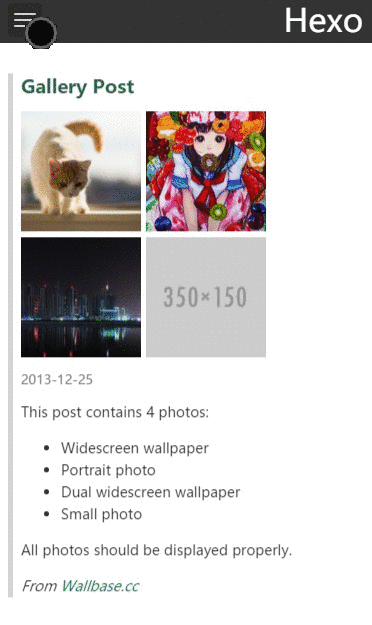 Hexo
Gallery Post
350×150
2013-12-25
This post contains 4 photos:
Widescreen wallpaper
Portrait photo
Dual widescreen wallpaper
Small photo
All photos should be displayed properly.
From Wallbase.cc